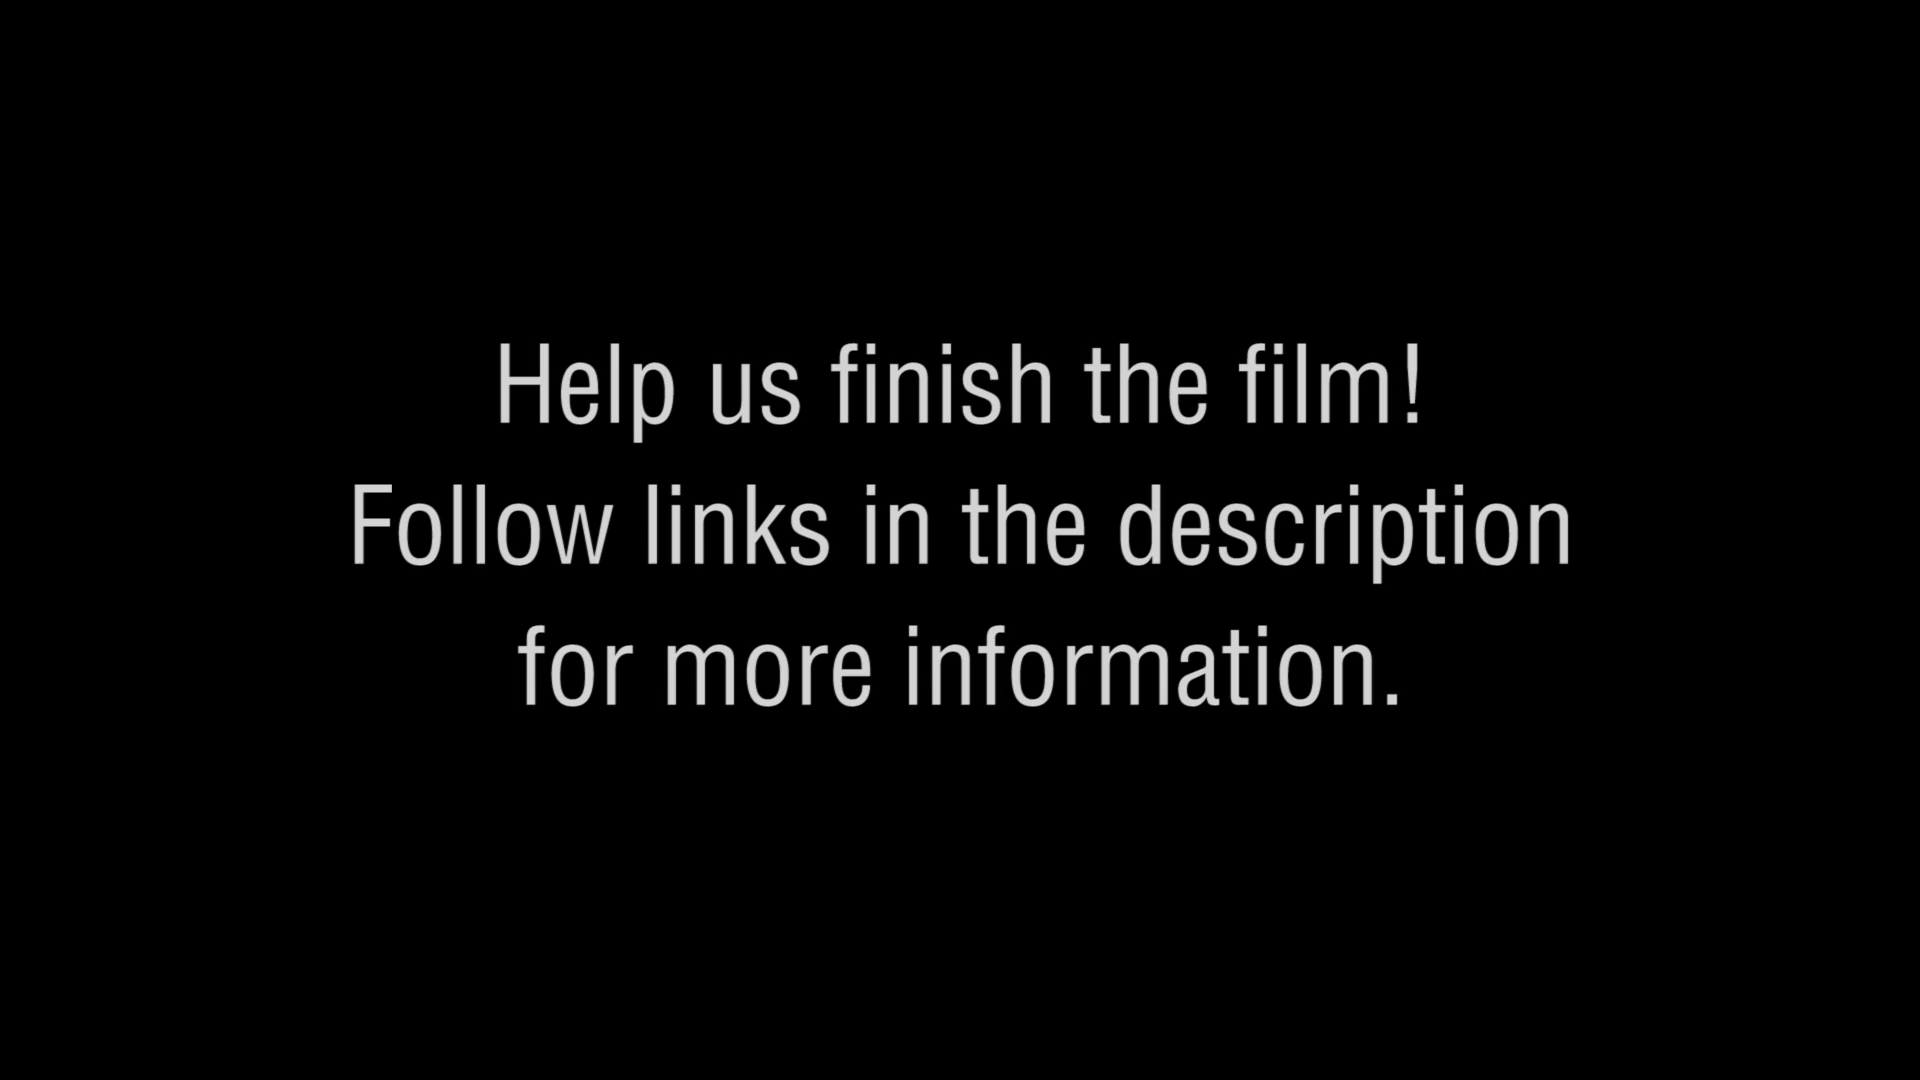 Help us finish the film!
Follow links in the description
for more information.